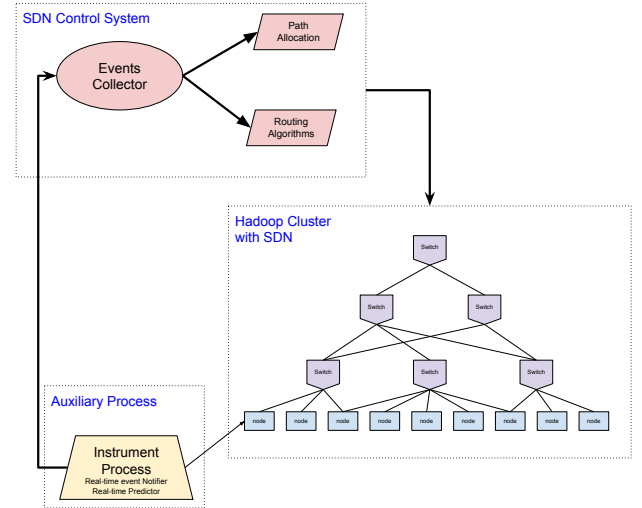 SDN Control System
Path
Allocation
Events
Collector
Routing
Algorithms
Hadoop Cluster
with SDN
Switch
Switch
Switch
Switch
Switch
Switch
Auxiliary Process
node
node
node
node
node
node
node
node
node
Instrument
Process
Real-time event Notifier
Real-time Predictor